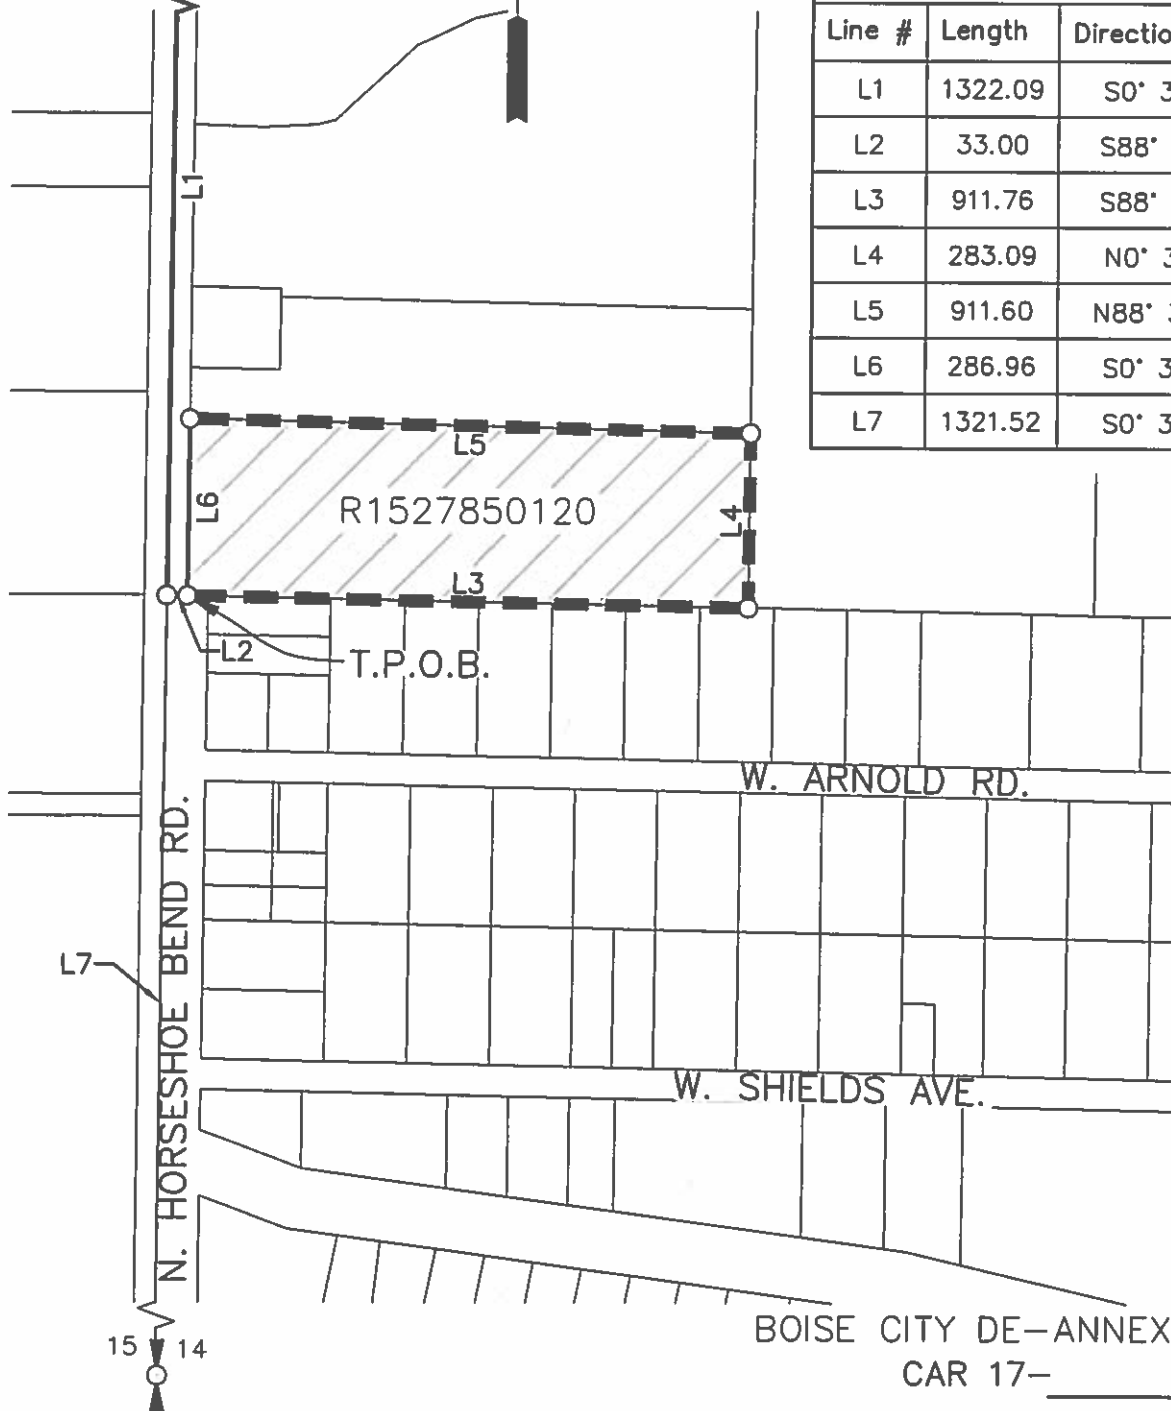 Line # Length Directio
L1 1322.09 S0° 3
L2 33.00 S88°
L3 911.76 S88°
L4 283.09 N0° 3
L5 911.60 N88° 3
L6 286.96 S0° 3
L7 1321.52 S0° 3
L1
L5
L6
R1527850120
L4
L3
L2
T.P.O.B.
W. ARNOLD RD.
N. HORSESHOE BEND RD.
L7
W. SHIELDS AVE.
15 14
BOISE CITY DE-ANNEX
CAR 17-